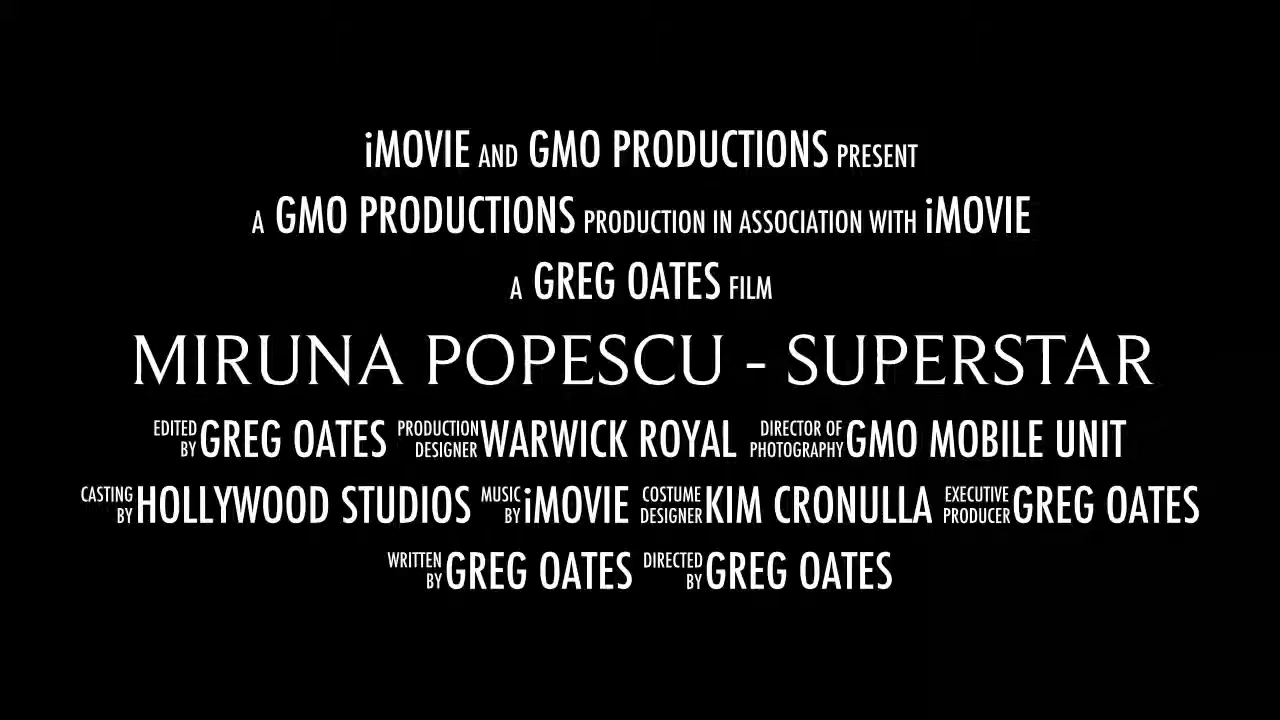 iMOVIE AND GMO PRODUCTIONS PRESENT
A GMO PRODUCTIONS PRODUCTION IN ASSOCIATION WITH iMOVIE
A GREG OATES FILM
MIRUNA POPESCU - SUPERSTAR
EDITED BY GREG OATES PRODUCTION DESIGNER WARWICK ROYAL DIRECTOR OF PHOTOGRAPHY GMO MOBILE UNIT
CASTING BY HOLLYWOOD STUDIOS MUSIC BY iMOVIE COSTUME DESIGNER KIM CRONULLA EXECUTIVE PRODUCER GREG OATES
WRITTEN BY GREG OATES DIRECTED BY GREG OATES